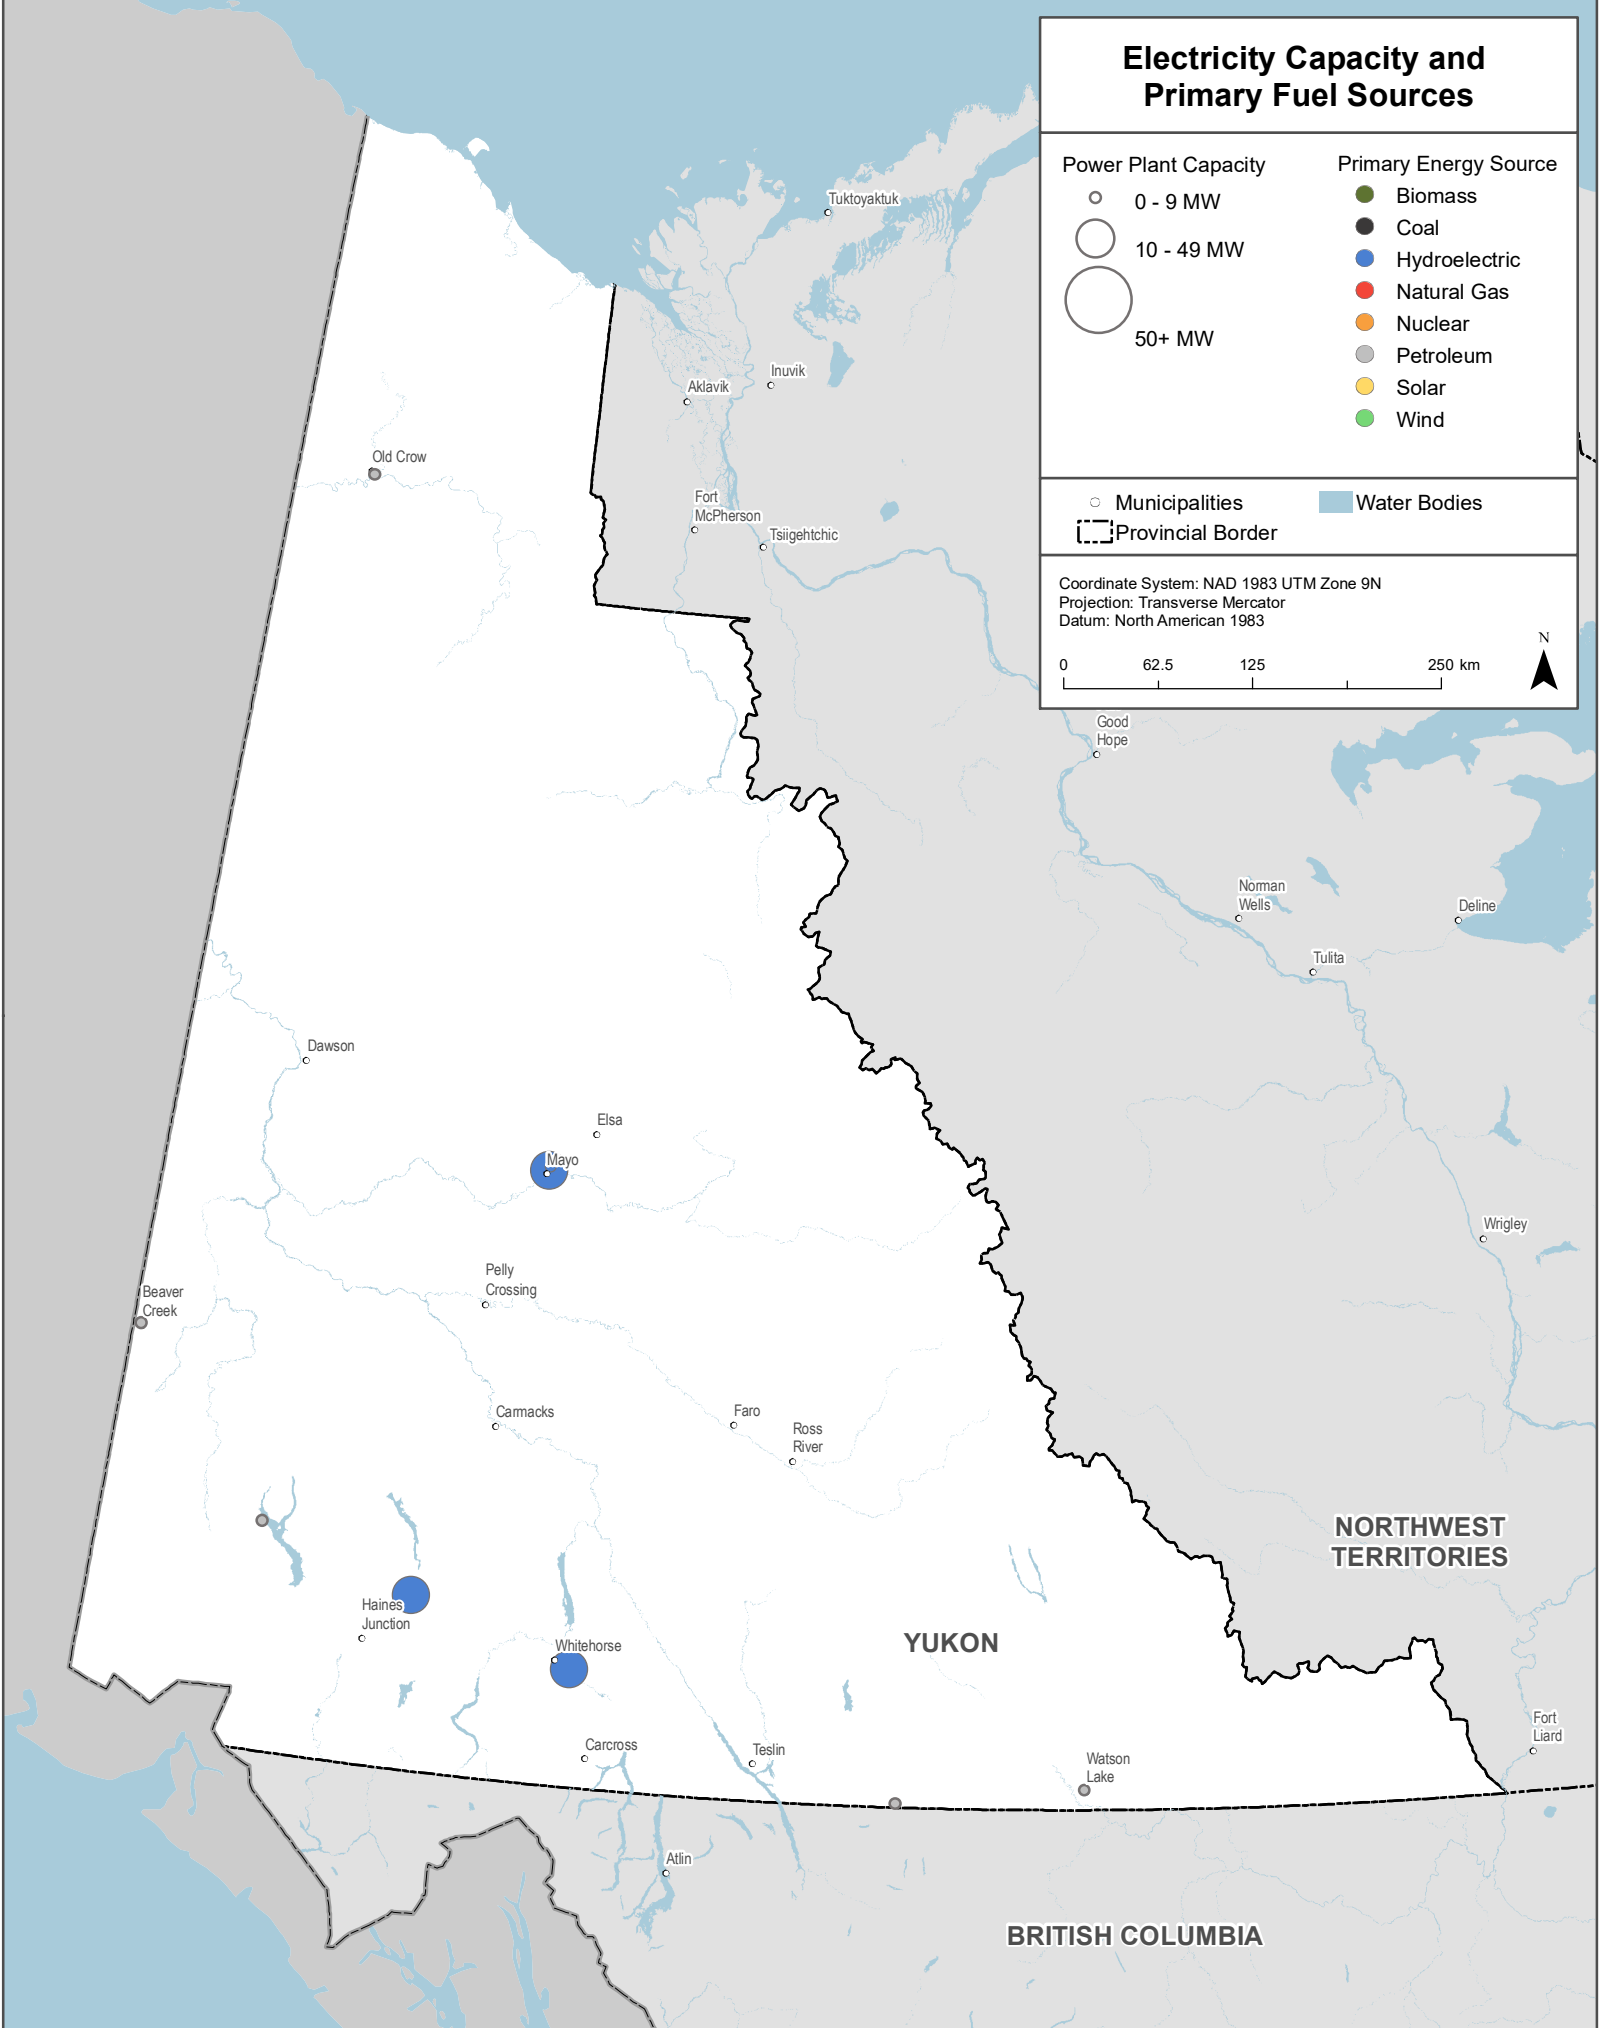 Electricity Capacity and
Primary Fuel Sources
Power Plant Capacity
0 - 9 MW
10 - 49 MW
50+ MW
Primary Energy Source
Biomass
Coal
Hydroelectric
Natural Gas
Nuclear
Petroleum
Solar
Wind
Municipalities
Water Bodies
Provincial Border
Coordinate System: NAD 1983 UTM Zone 9N
Projection: Transverse Mercator
Datum: North American 1983
N
0 62.5 125 250 km
Tuktoyaktuk
Inuvik
Aklavik
Old Crow
Fort
McPherson
Tsiigehtchic
Good
Hope
Norman
Wells
Deline
Tulita
Dawson
Elsa
Mayo
Wrigley
Pelly
Crossing
Beaver
Creek
Carmacks
Faro
Ross
River
NORTHWEST
TERRITORIES
Haines
Junction
Whitehorse
YUKON
Fort
Liard
Carcross
Teslin
Watson
Lake
Atlin
BRITISH COLUMBIA